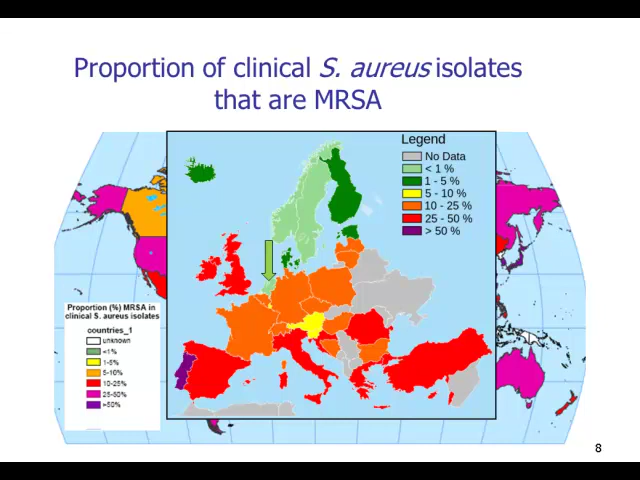 Proportion of clinical S. aureus isolates
that are MRSA
Legend
No Data
< 1 %
1 - 5 %
5 - 10 %
10 - 25 %
25 - 50 %
> 50 %
Proportion (%) MRSA in
clinical S. aureus isolates
countries_1
unknown
<1%
1-5%
5-10%
10-25%
25-50%
>50%
8